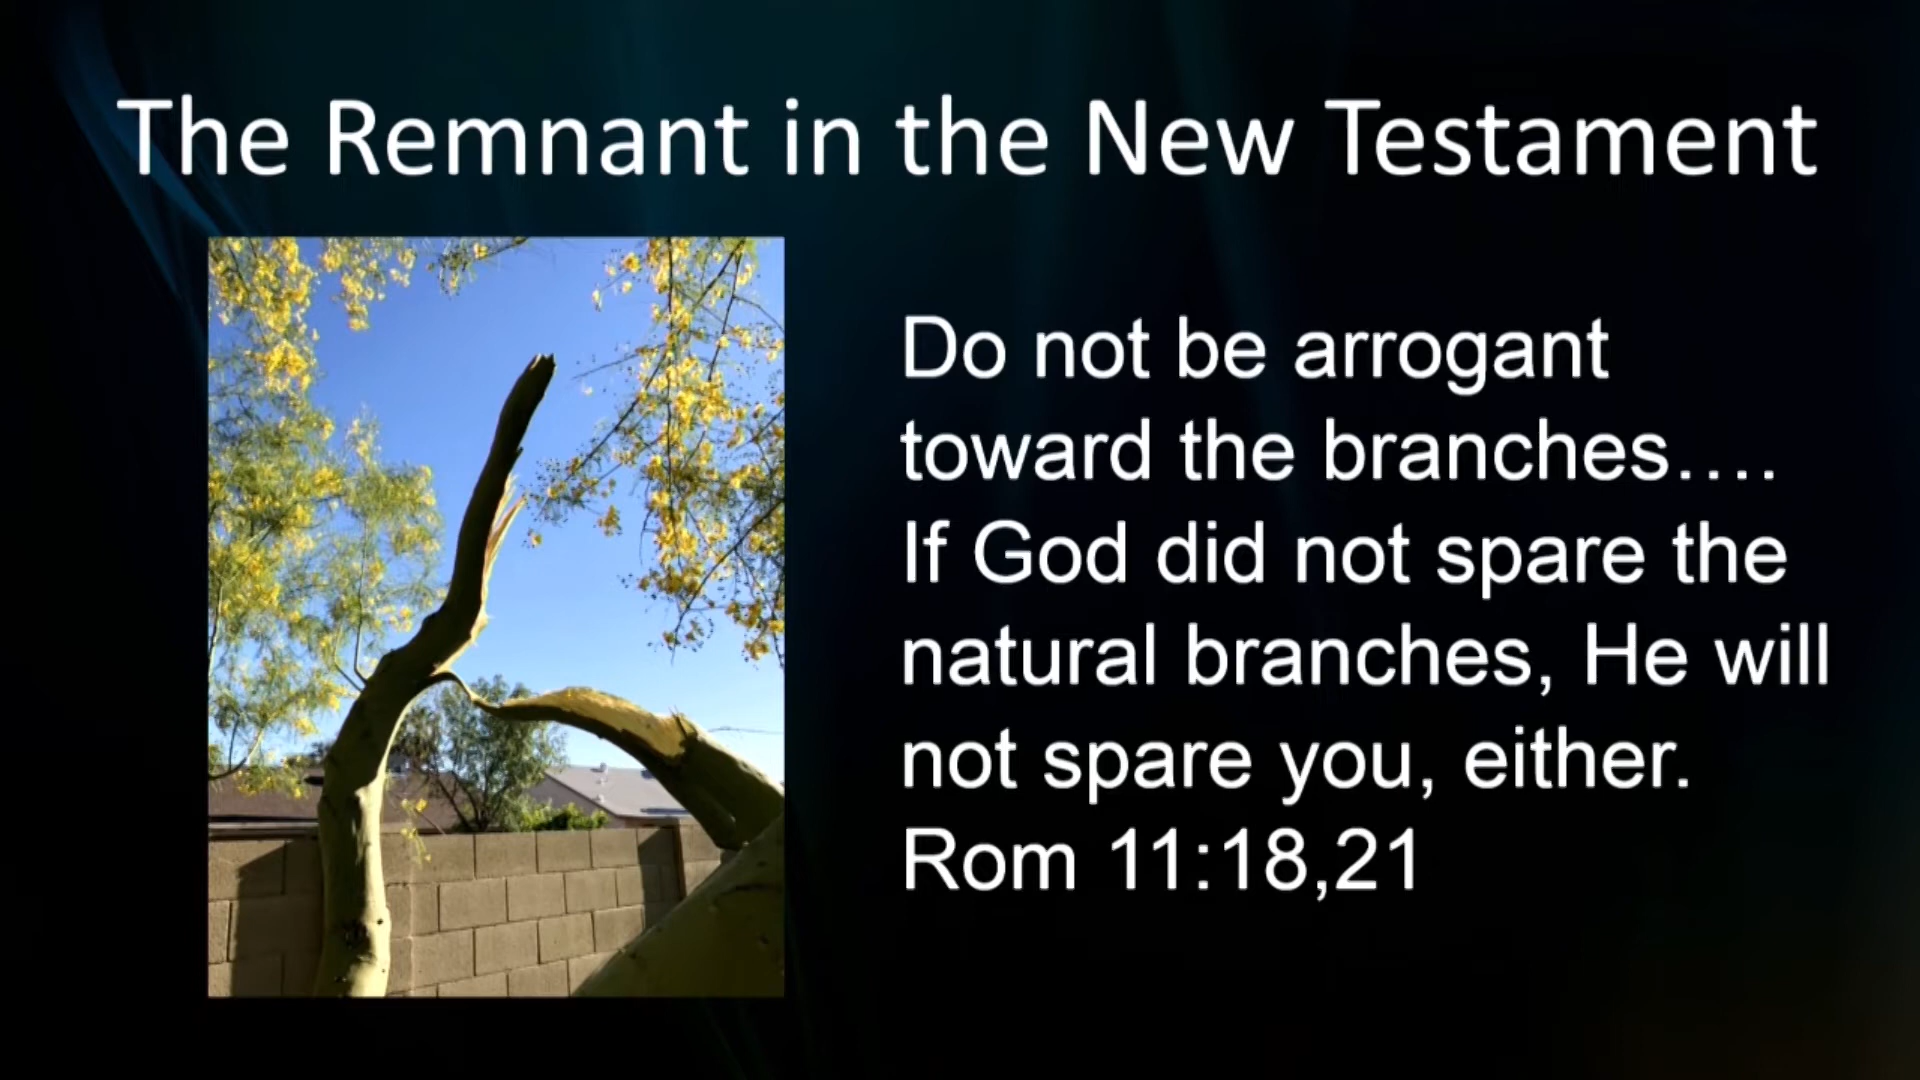 The Remnant in the New Testament
Do not be arrogant
toward the branches....
If God did not spare the
natural branches, He will
not spare you, either.
Rom 11:18,21